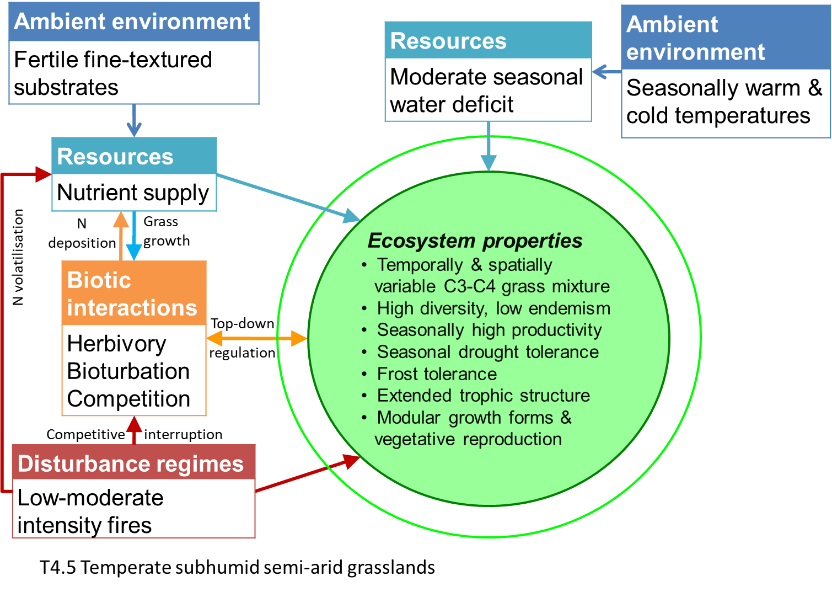 Ambient environment
Fertile fine-textured
substrates
Resources
Moderate seasonal
water deficit
Ambient
environment
Seasonally warm &
cold temperatures
Resources
Nutrient supply
N volatilisation
N
deposition
Grass
growth
Biotic
interactions
Herbivory
Bioturbation
Competition
Top-down
regulation
Competitive interruption
Disturbance regimes
Low-moderate
intensity fires
Ecosystem properties
• Temporally & spatially
variable C3-C4 grass mixture
• High diversity, low endemism
• Seasonally high productivity
• Seasonal drought tolerance
• Frost tolerance
• Extended trophic structure
• Modular growth forms &
vegetative reproduction
T4.5 Temperate subhumid semi-arid grasslands